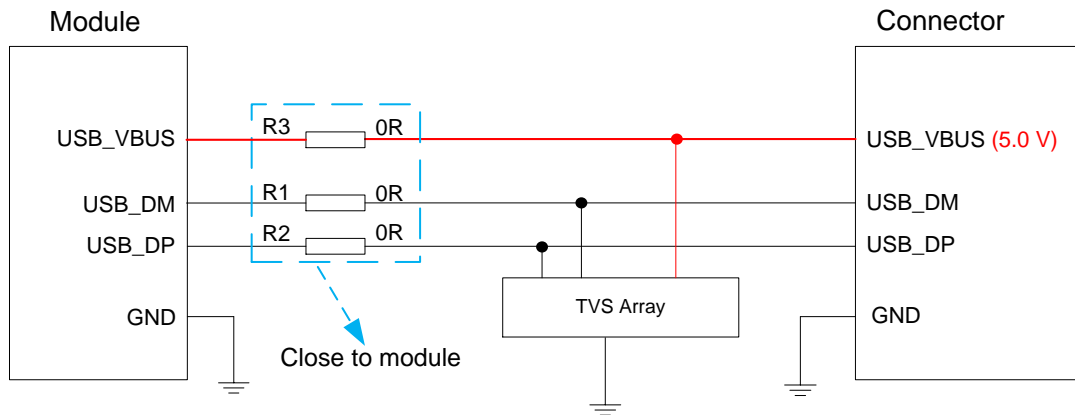 Module
Connector
USB_VBUS
R3
0R
USB_VBUS (5.0 V)
USB_DM
R1
0R
USB_DM
USB_DP
R2
0R
USB_DP
TVS Array
GND
GND
Close to module